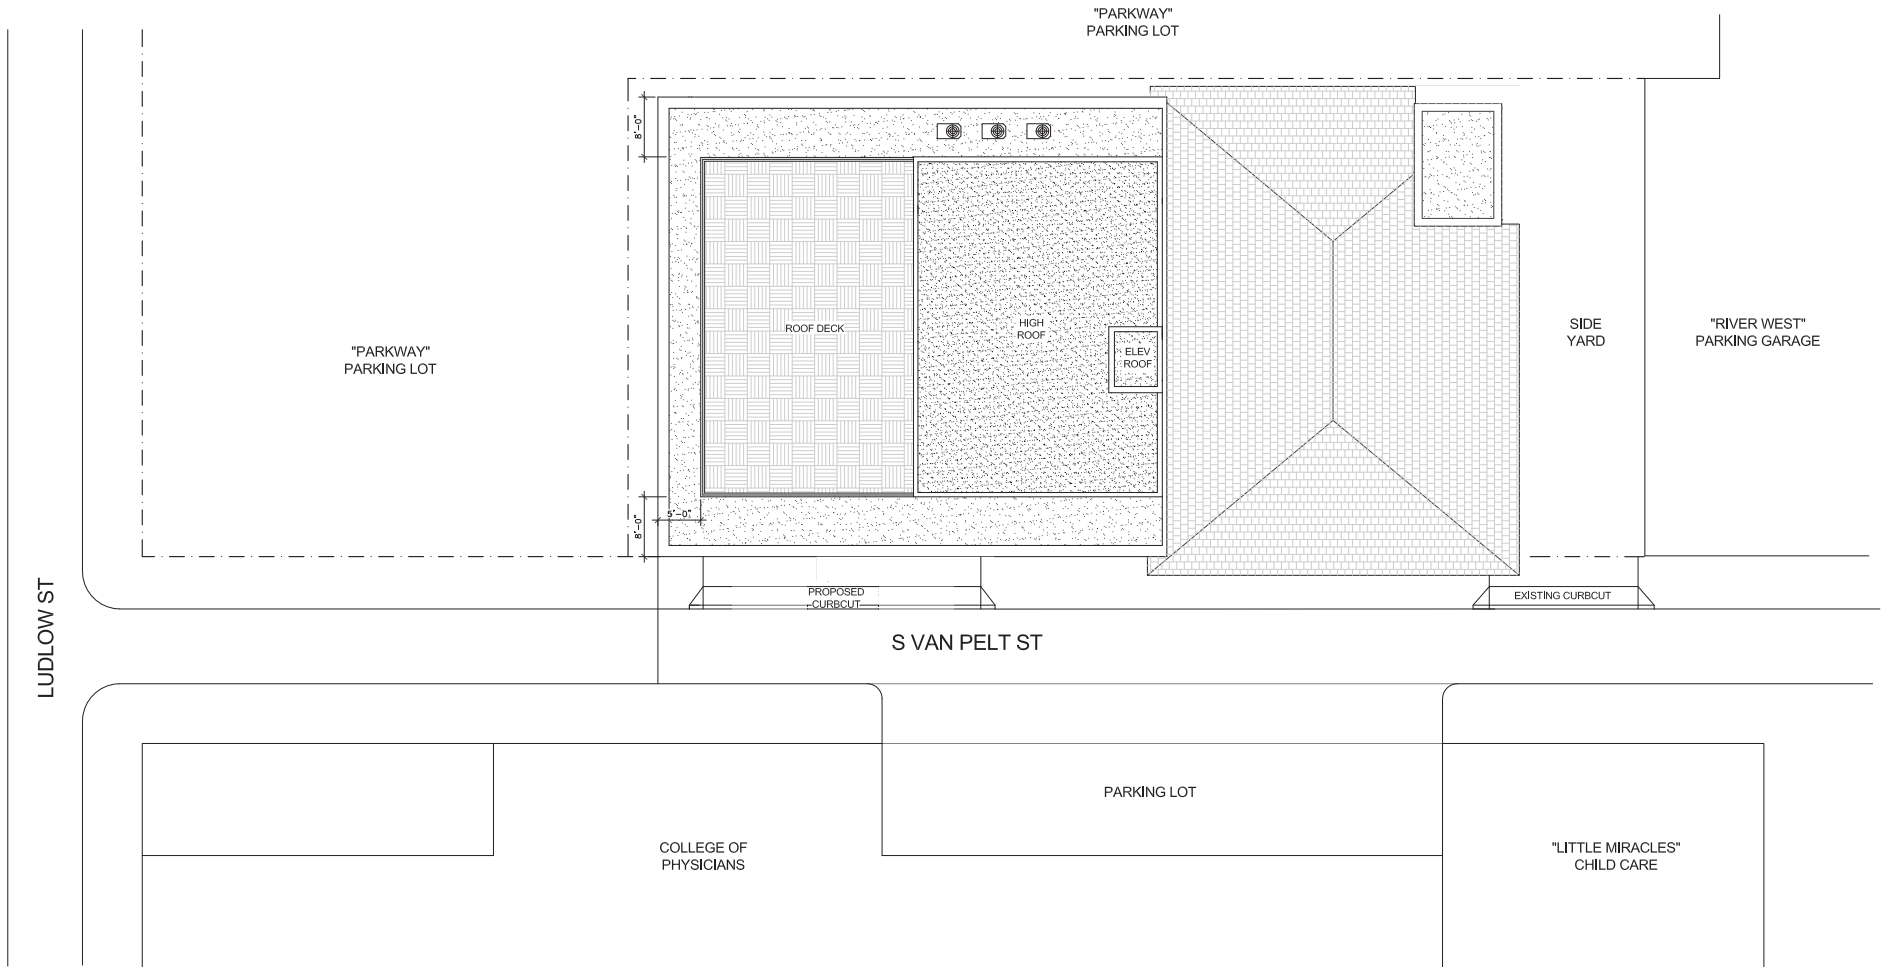 "PARKWAY"
PARKING LOT
8'-0"
ROOF DECK
HIGH
ROOF
ELEV
ROOF
"PARKWAY"
PARKING LOT
SIDE
YARD
"RIVER WEST"
PARKING GARAGE
5'-0"
8'-0"
PROPOSED
CURBCUT
EXISTING CURBCUT
LUDLOW ST
S VAN PELT ST
PARKING LOT
COLLEGE OF
PHYSICIANS
"LITTLE MIRACLES"
CHILD CARE